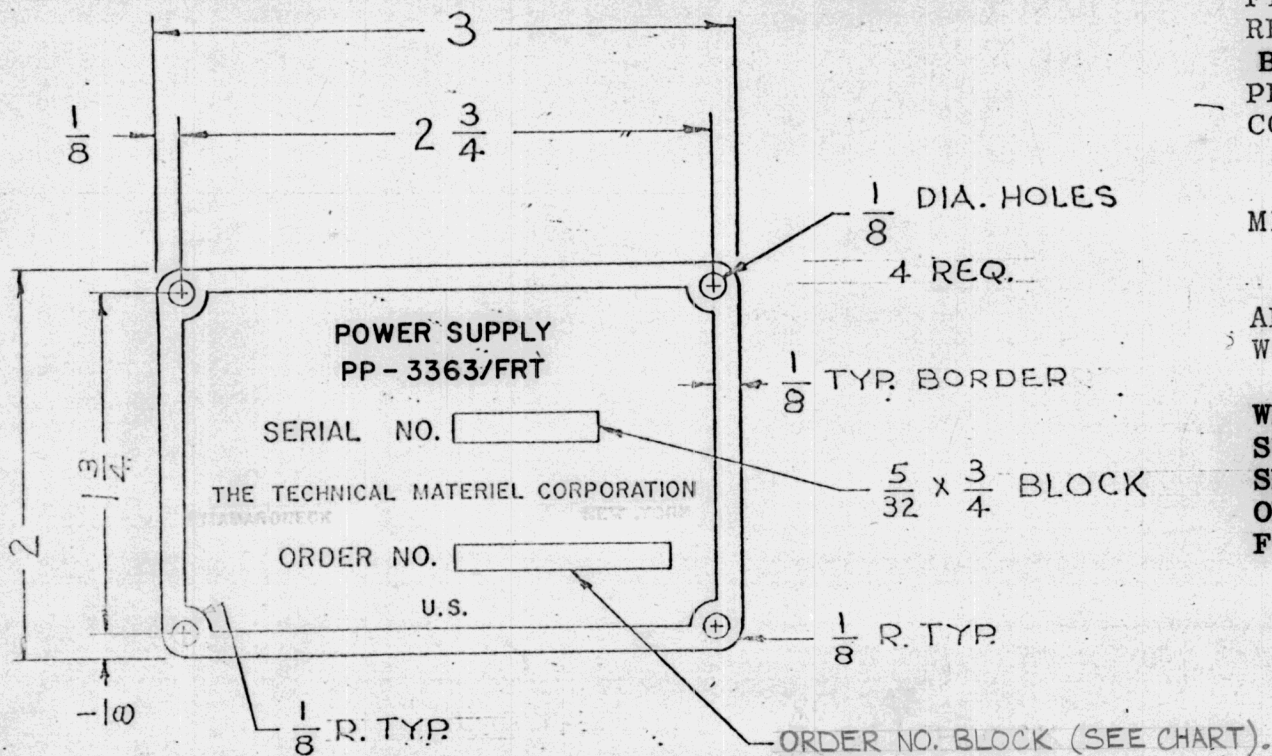 3
1/8
2 3/4
1/8 DIA. HOLES
4 REQ.
POWER SUPPLY
PP-3363/FRT
1/8 TYP. BORDER
SERIAL NO.
5/32 x 3/4 BLOCK
THE TECHNICAL MATERIEL CORPORATION
ORDER NO.
U.S.
2
1 3/4
1/8
1/8 R. TYP.
1/8 R. TYP.
ORDER NO. BLOCK (SEE CHART).